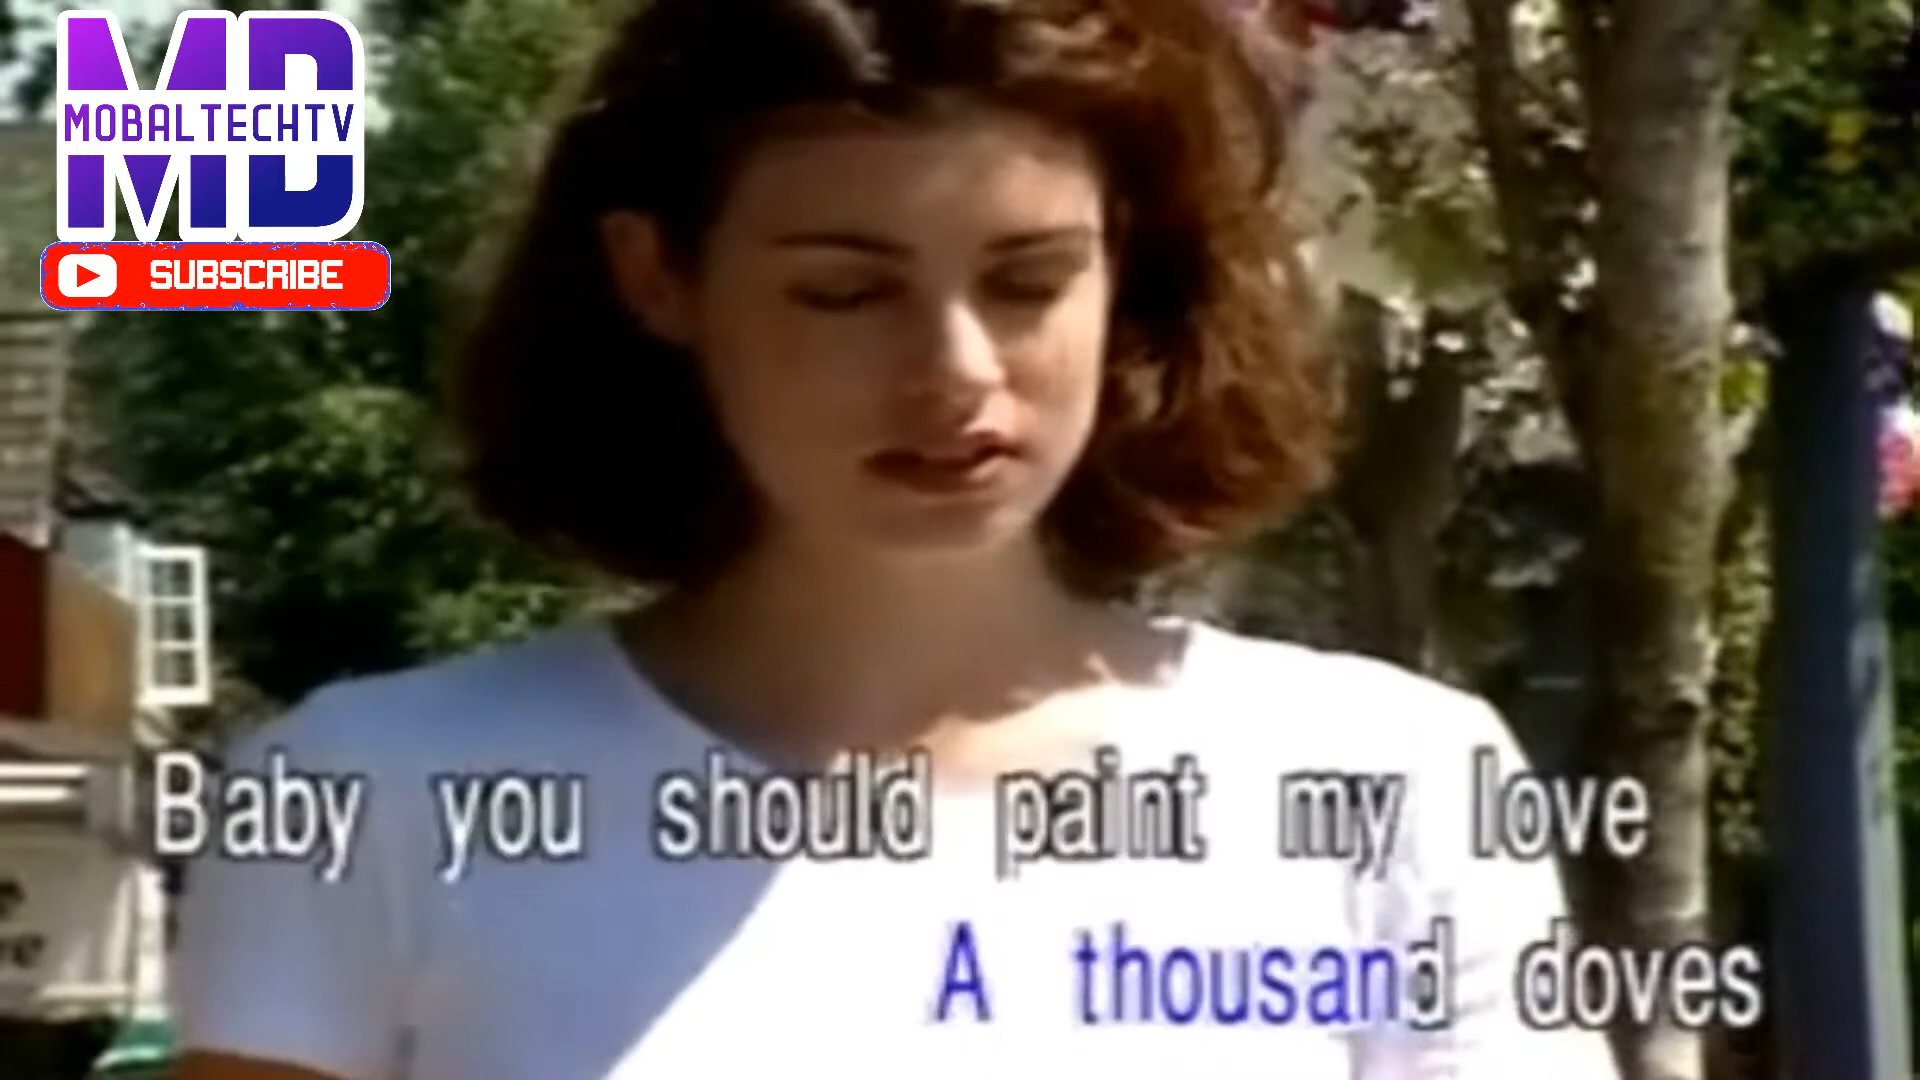 MD
MOBALTECHTV
SUBSCRIBE
Baby you should paint my love
A thousand doves